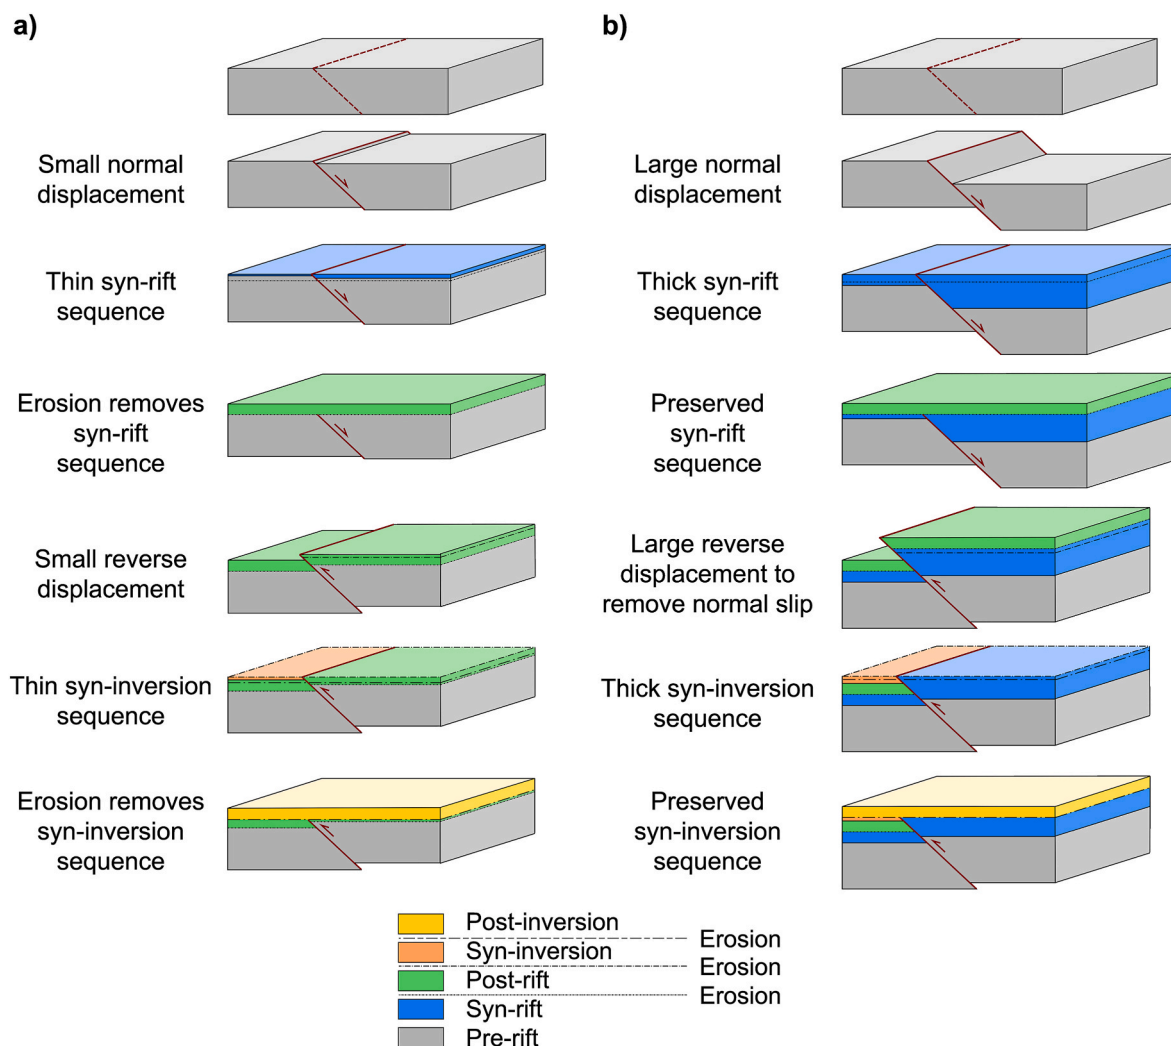 a)
Small normal
displacement
Thin syn-rift
sequence
Erosion removes
syn-rift
sequence
Small reverse
displacement
Thin syn-inversion
sequence
Erosion removes
syn-inversion
sequence
b)
Large normal
displacement
Thick syn-rift
sequence
Preserved
syn-rift
sequence
Large reverse
displacement to
remove normal slip
Thick syn-inversion
sequence
Preserved
syn-inversion
sequence
Post-inversion
Erosion
Syn-inversion
Erosion
Post-rift
Erosion
Syn-rift
Pre-rift